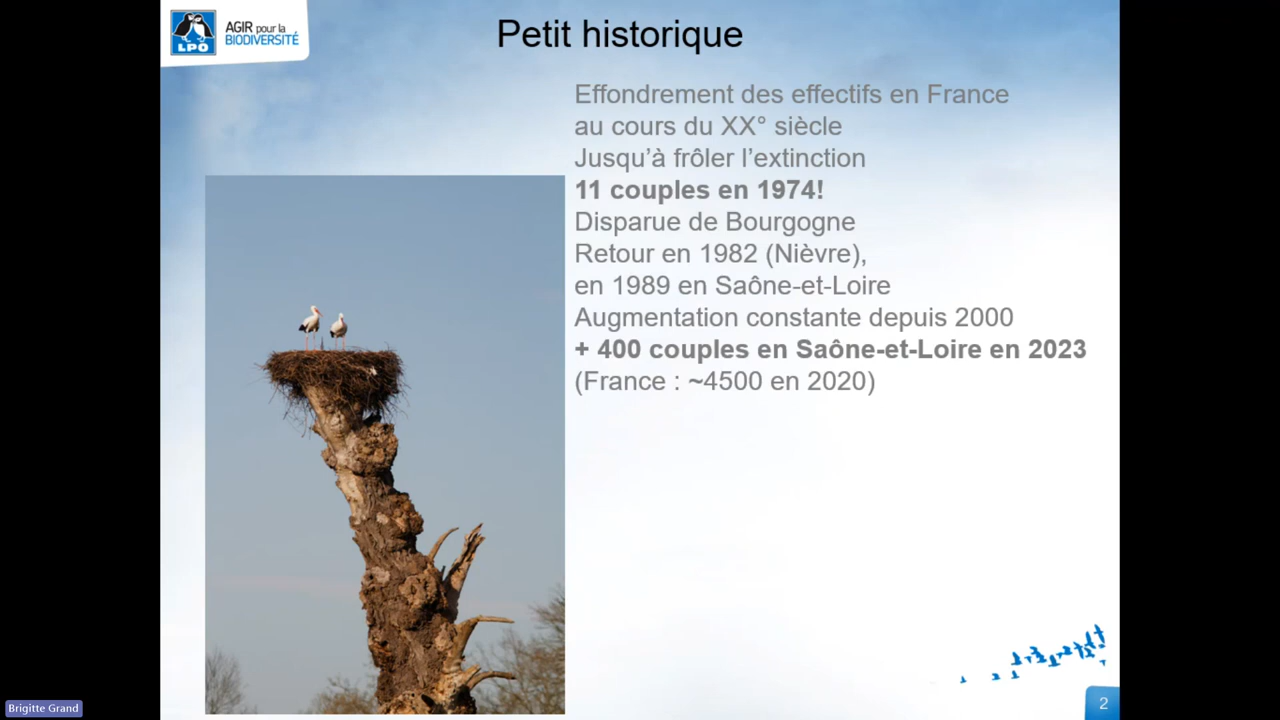 LPO
AGIR pour la
BIODIVERSITÉ
Petit historique
Effondrement des effectifs en France
au cours du XX° siècle
Jusqu’à frôler l’extinction
11 couples en 1974!
Disparue de Bourgogne
Retour en 1982 (Nièvre),
en 1989 en Saône-et-Loire
Augmentation constante depuis 2000
+ 400 couples en Saône-et-Loire en 2023
(France : ~4500 en 2020)
2
Brigitte Grand